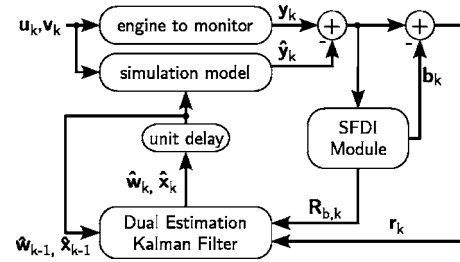 u_k,v_k
engine to monitor
y_k
+
-
+
-
simulation model
ŷ_k
b_k
SFDI
Module
unit delay
ŵ_k, x̂_k
R_b,k
r_k
Dual Estimation
Kalman Filter
ŵ_k-1, x̂_k-1